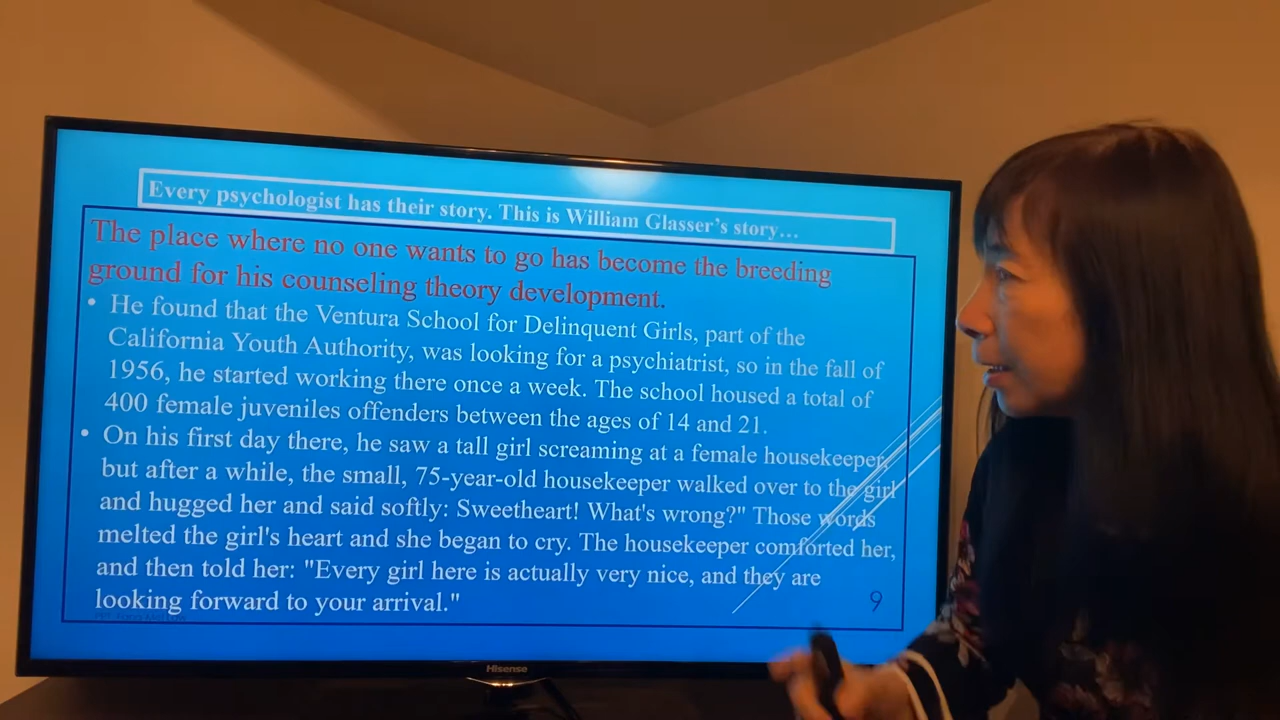 Every psychologist has their story. This is William Glasser's story...
The place where no one wants to go has become the breeding
ground for his counseling theory development.
• He found that the Ventura School for Delinquent Girls, part of the
California Youth Authority, was looking for a psychiatrist, so in the fall of
1956, he started working there once a week. The school housed a total of
400 female juveniles offenders between the ages of 14 and 21.
• On his first day there, he saw a tall girl screaming at a female housekeeper,
but after a while, the small, 75-year-old housekeeper walked over to the girl
and hugged her and said softly: Sweetheart! What's wrong?" Those words
melted the girl's heart and she began to cry. The housekeeper comforted her,
and then told her: "Every girl here is actually very nice, and they are
looking forward to your arrival."
9
Hisense